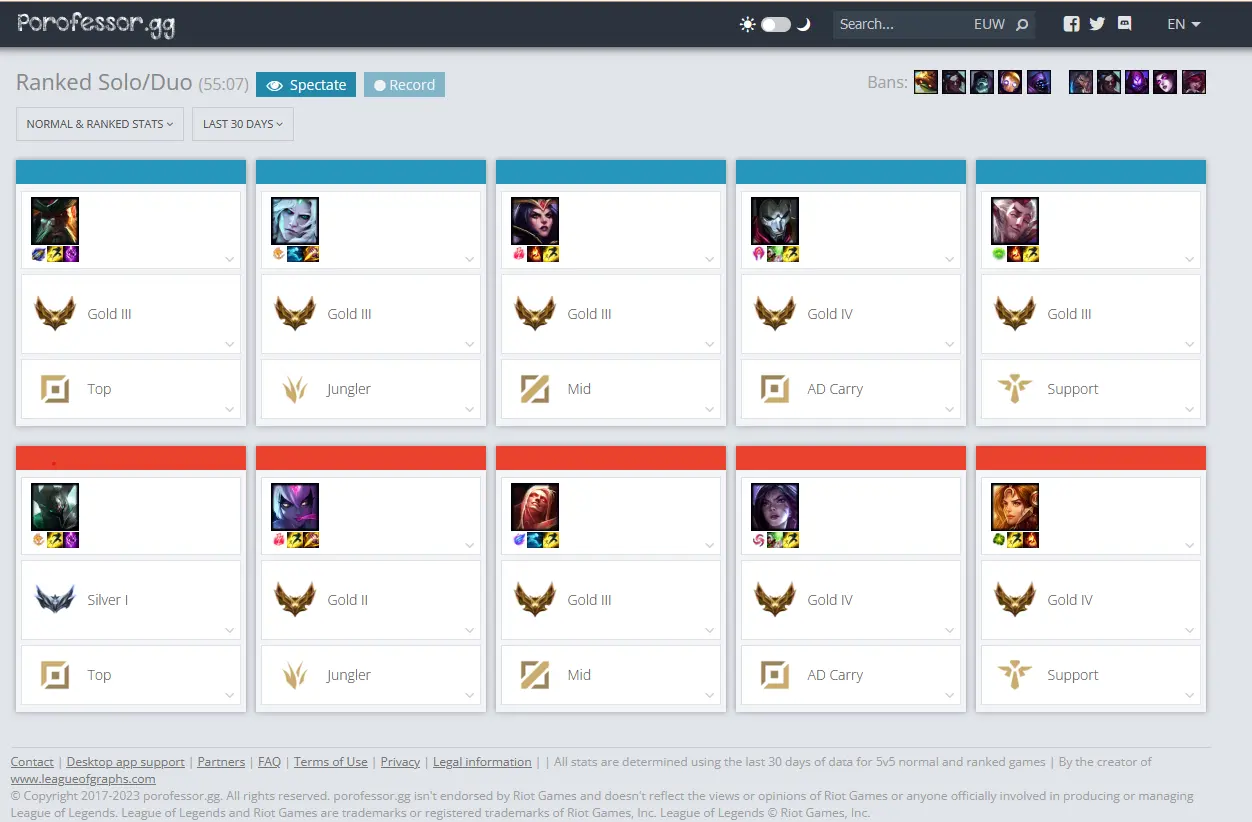 Porofessor.gg
Search... EUW
EN
Ranked Solo/Duo (55:07) Spectate Record Bans:
NORMAL & RANKED STATS LAST 30 DAYS
Gold III Gold III Gold III Gold IV Gold III
Top Jungler Mid AD Carry Support
Silver I Gold II Gold III Gold IV Gold IV
Top Jungler Mid AD Carry Support
Contact | Desktop app support | Partners | FAQ | Terms of Use | Privacy | Legal information | | All stats are determined using the last 30 days of data for 5v5 normal and ranked games | By the creator of
www.leagueofgraphs.com
© Copyright 2017-2023 porofessor.gg. All rights reserved. porofessor.gg isn't endorsed by Riot Games and doesn't reflect the views or opinions of Riot Games or anyone officially involved in producing or managing
League of Legends. League of Legends and Riot Games are trademarks or registered trademarks of Riot Games, Inc. League of Legends © Riot Games, Inc.